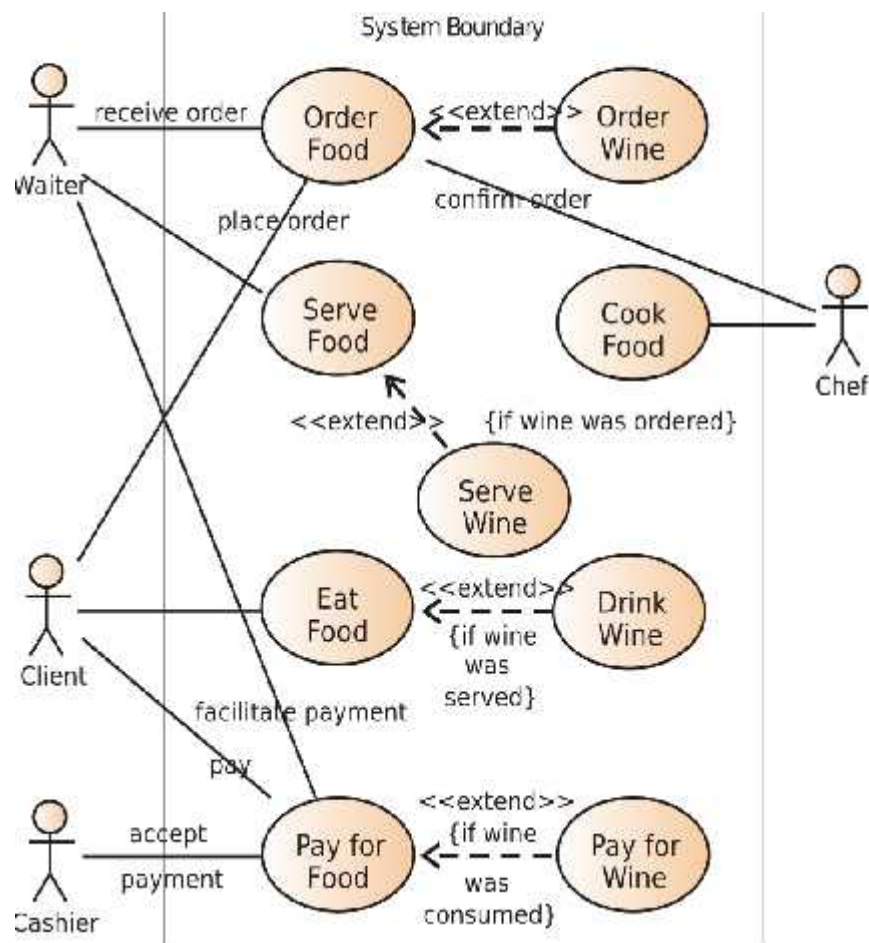 System Boundary
receive order
Order
Food
<<extend>>
Order
Wine
Waiter
place order
confirm order
Serve
Food
Cook
Food
Chef
<<extend>>
{if wine was ordered}
Serve
Wine
Client
Eat
Food
<<extend>>
{if wine
was
served}
Drink
Wine
facilitate payment
pay
accept
payment
Cashier
Pay for
Food
<<extend>>
{if wine
was
consumed}
Pay for
Wine